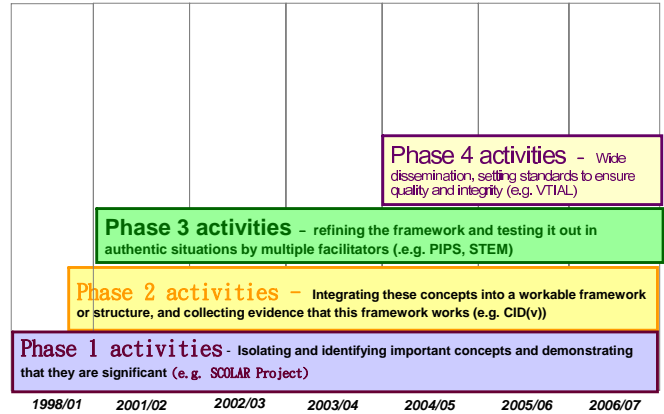 Phase 4 activities - Wide
dissemination, setting standards to ensure
quality and integrity (e.g. VTIAL)
Phase 3 activities – refining the framework and testing it out in
authentic situations by multiple facilitators (.e.g. PIPS, STEM)
Phase 2 activities – Integrating these concepts into a workable framework
or structure, and collecting evidence that this framework works (e.g. CID(v))
Phase 1 activities - Isolating and identifying important concepts and demonstrating
that they are significant (e.g. SCOLAR Project)
1998/01 2001/02 2002/03 2003/04 2004/05 2005/06 2006/07